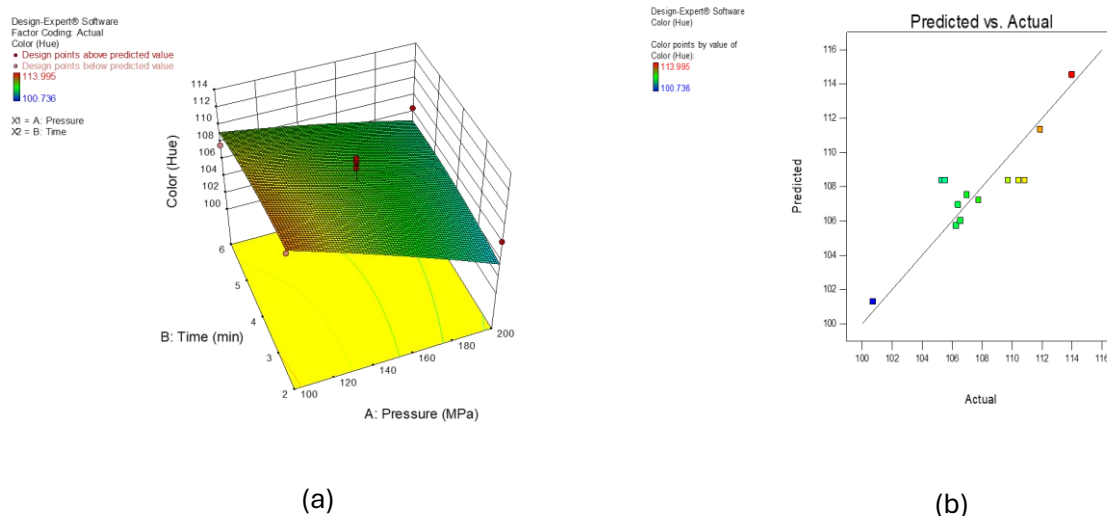 Design-Expert® Software
Factor Coding: Actual
Color (Hue)
Design points above predicted value
Design points below predicted value
113.995
100.736
X1 = A: Pressure
X2 = B: Time
114
112
110
108
106
104
102
100
Color (Hue)
6
5
4
3
2
B: Time (min)
100
120
140
160
180
200
A: Pressure (MPa)
(a)
Design-Expert® Software
Color (Hue)
Color points by value of
Color (Hue):
113.995
100.736
Predicted vs. Actual
116
114
112
110
108
106
104
102
100
Predicted
100
102
104
106
108
110
112
114
116
Actual
(b)